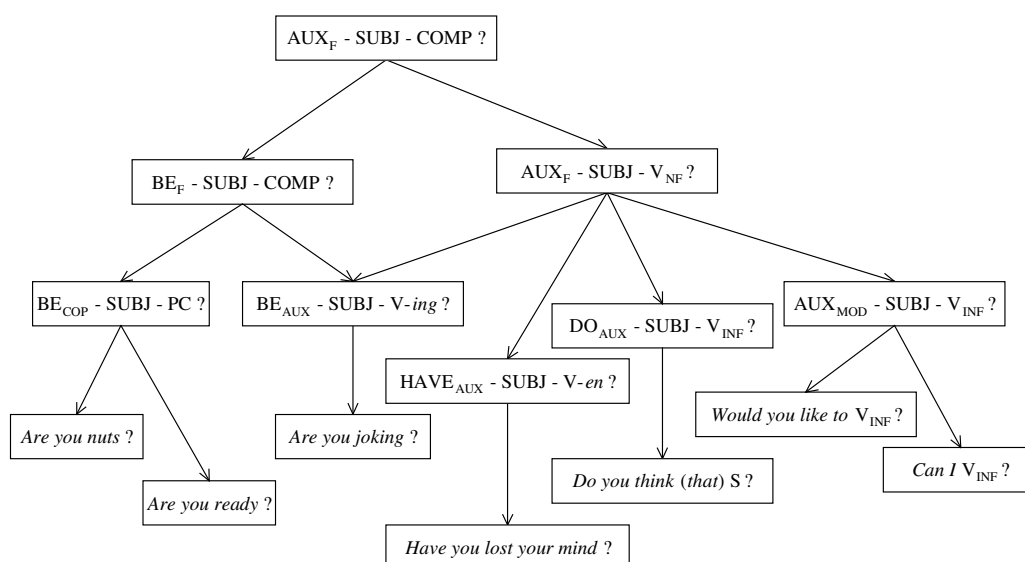 AUX_F - SUBJ - COMP ?
BE_F - SUBJ - COMP ?
AUX_F - SUBJ - V_NF ?
BE_COP - SUBJ - PC ?
BE_AUX - SUBJ - V-ing ?
DO_AUX - SUBJ - V_INF ?
AUX_MOD - SUBJ - V_INF ?
HAVE_AUX - SUBJ - V-en ?
Are you nuts ?
Are you joking ?
Would you like to V_INF ?
Are you ready ?
Do you think (that) S ?
Can I V_INF ?
Have you lost your mind ?